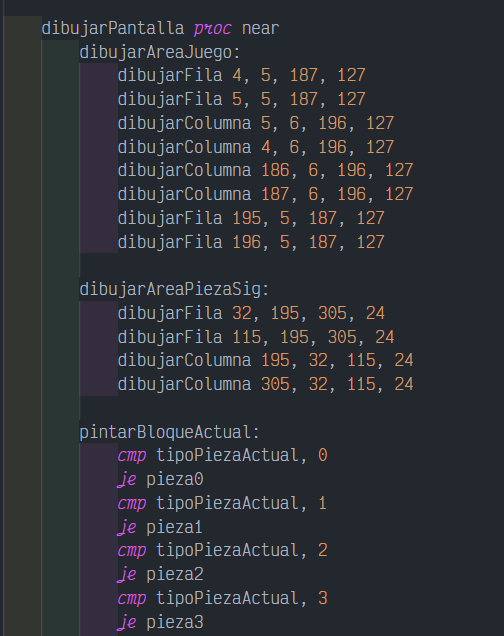 dibujarPantalla proc near
dibujarAreaJuego:
dibujarFila 4, 5, 187, 127
dibujarFila 5, 5, 187, 127
dibujarColumna 5, 6, 196, 127
dibujarColumna 4, 6, 196, 127
dibujarColumna 186, 6, 196, 127
dibujarColumna 187, 6, 196, 127
dibujarFila 195, 5, 187, 127
dibujarFila 196, 5, 187, 127
dibujarAreaPiezaSig:
dibujarFila 32, 195, 305, 24
dibujarFila 115, 195, 305, 24
dibujarColumna 195, 32, 115, 24
dibujarColumna 305, 32, 115, 24
pintarBloqueActual:
cmp tipoPiezaActual, 0
je pieza0
cmp tipoPiezaActual, 1
je pieza1
cmp tipoPiezaActual, 2
je pieza2
cmp tipoPiezaActual, 3
je pieza3